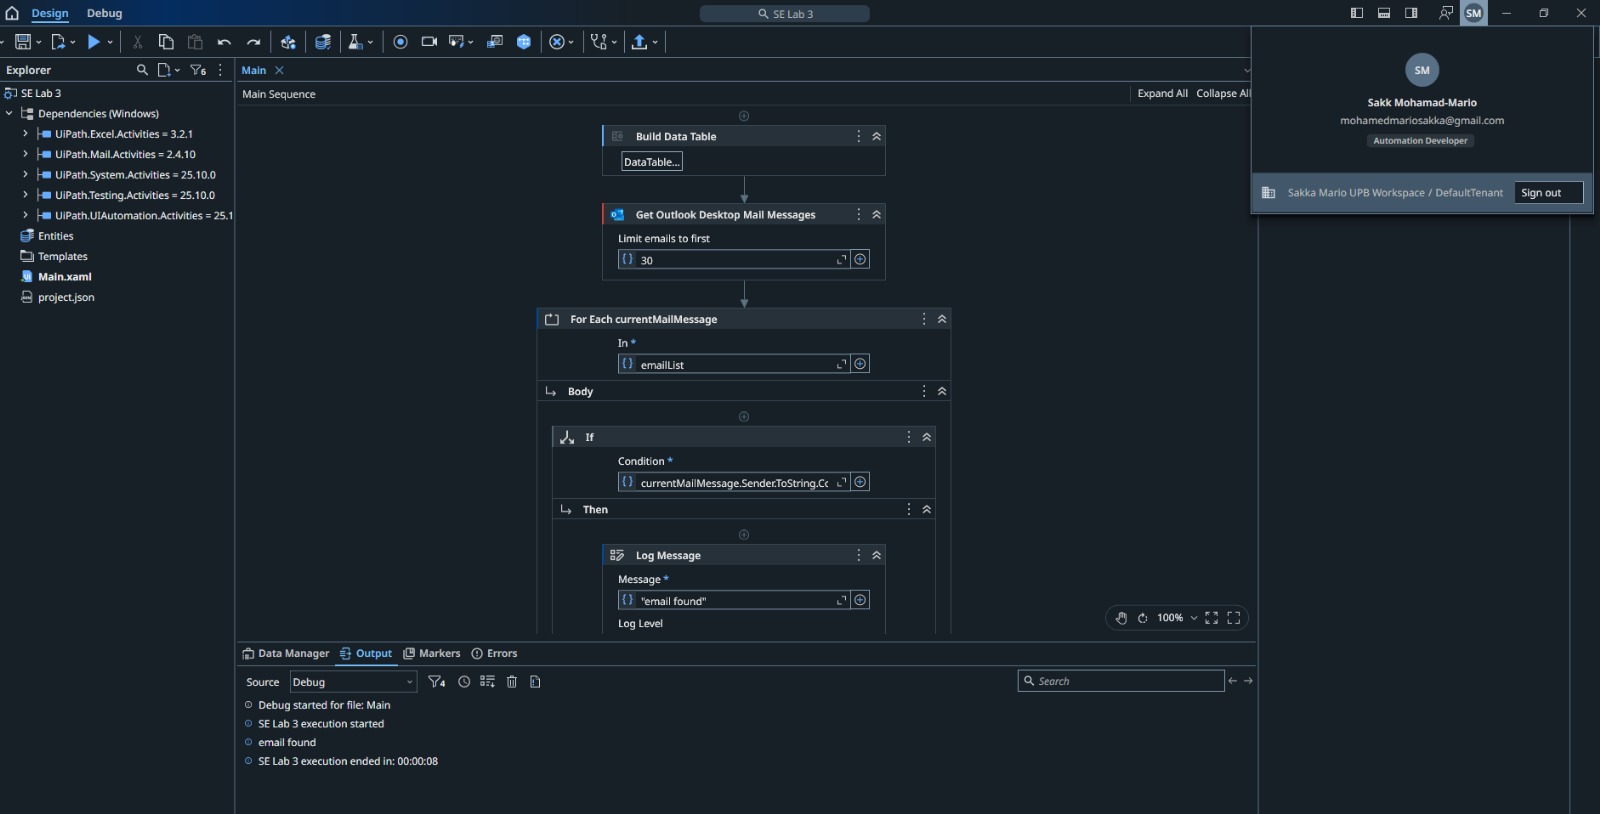 Design
Debug
SE Lab 3
SM
Explorer
6
Main
SE Lab 3
Main Sequence
Expand All
Collapse All
Dependencies (Windows)
UiPath.Excel.Activities = 3.2.1
UiPath.Mail.Activities = 2.4.10
UiPath.System.Activities = 25.10.0
UiPath.Testing.Activities = 25.10.0
UiPath.UIAutomation.Activities = 25.1
Entities
Templates
Main.xaml
project.json
Build Data Table
DataTable...
Get Outlook Desktop Mail Messages
Limit emails to first
30
For Each currentMailMessage
In *
emailList
Body
If
Condition *
currentMailMessage.Sender.ToString.Cc
Then
Log Message
Message *
"email found"
Log Level
100%
SM
Sakk Mohamad-Mario
mohamedmariosakka@gmail.com
Automation Developer
Sakka Mario UPB Workspace / DefaultTenant
Sign out
Data Manager
Output
Markers
Errors
Source
Debug
4
Search
Debug started for file: Main
SE Lab 3 execution started
email found
SE Lab 3 execution ended in: 00:00:08